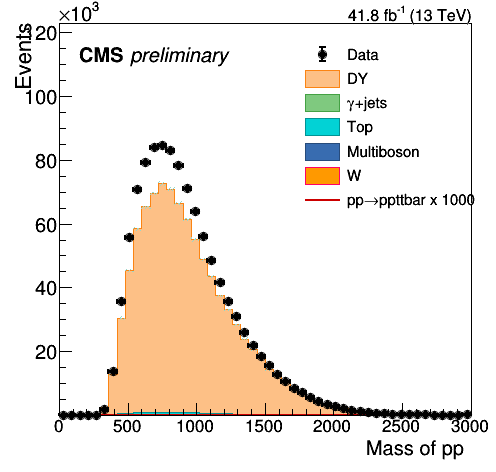 ×10³
41.8 fb⁻¹ (13 TeV)
Events
CMS preliminary
Data
DY
γ+jets
Top
Multiboson
W
pp→ppttbar x 1000
120
100
80
60
40
20
0 500 1000 1500 2000 2500 3000
Mass of pp